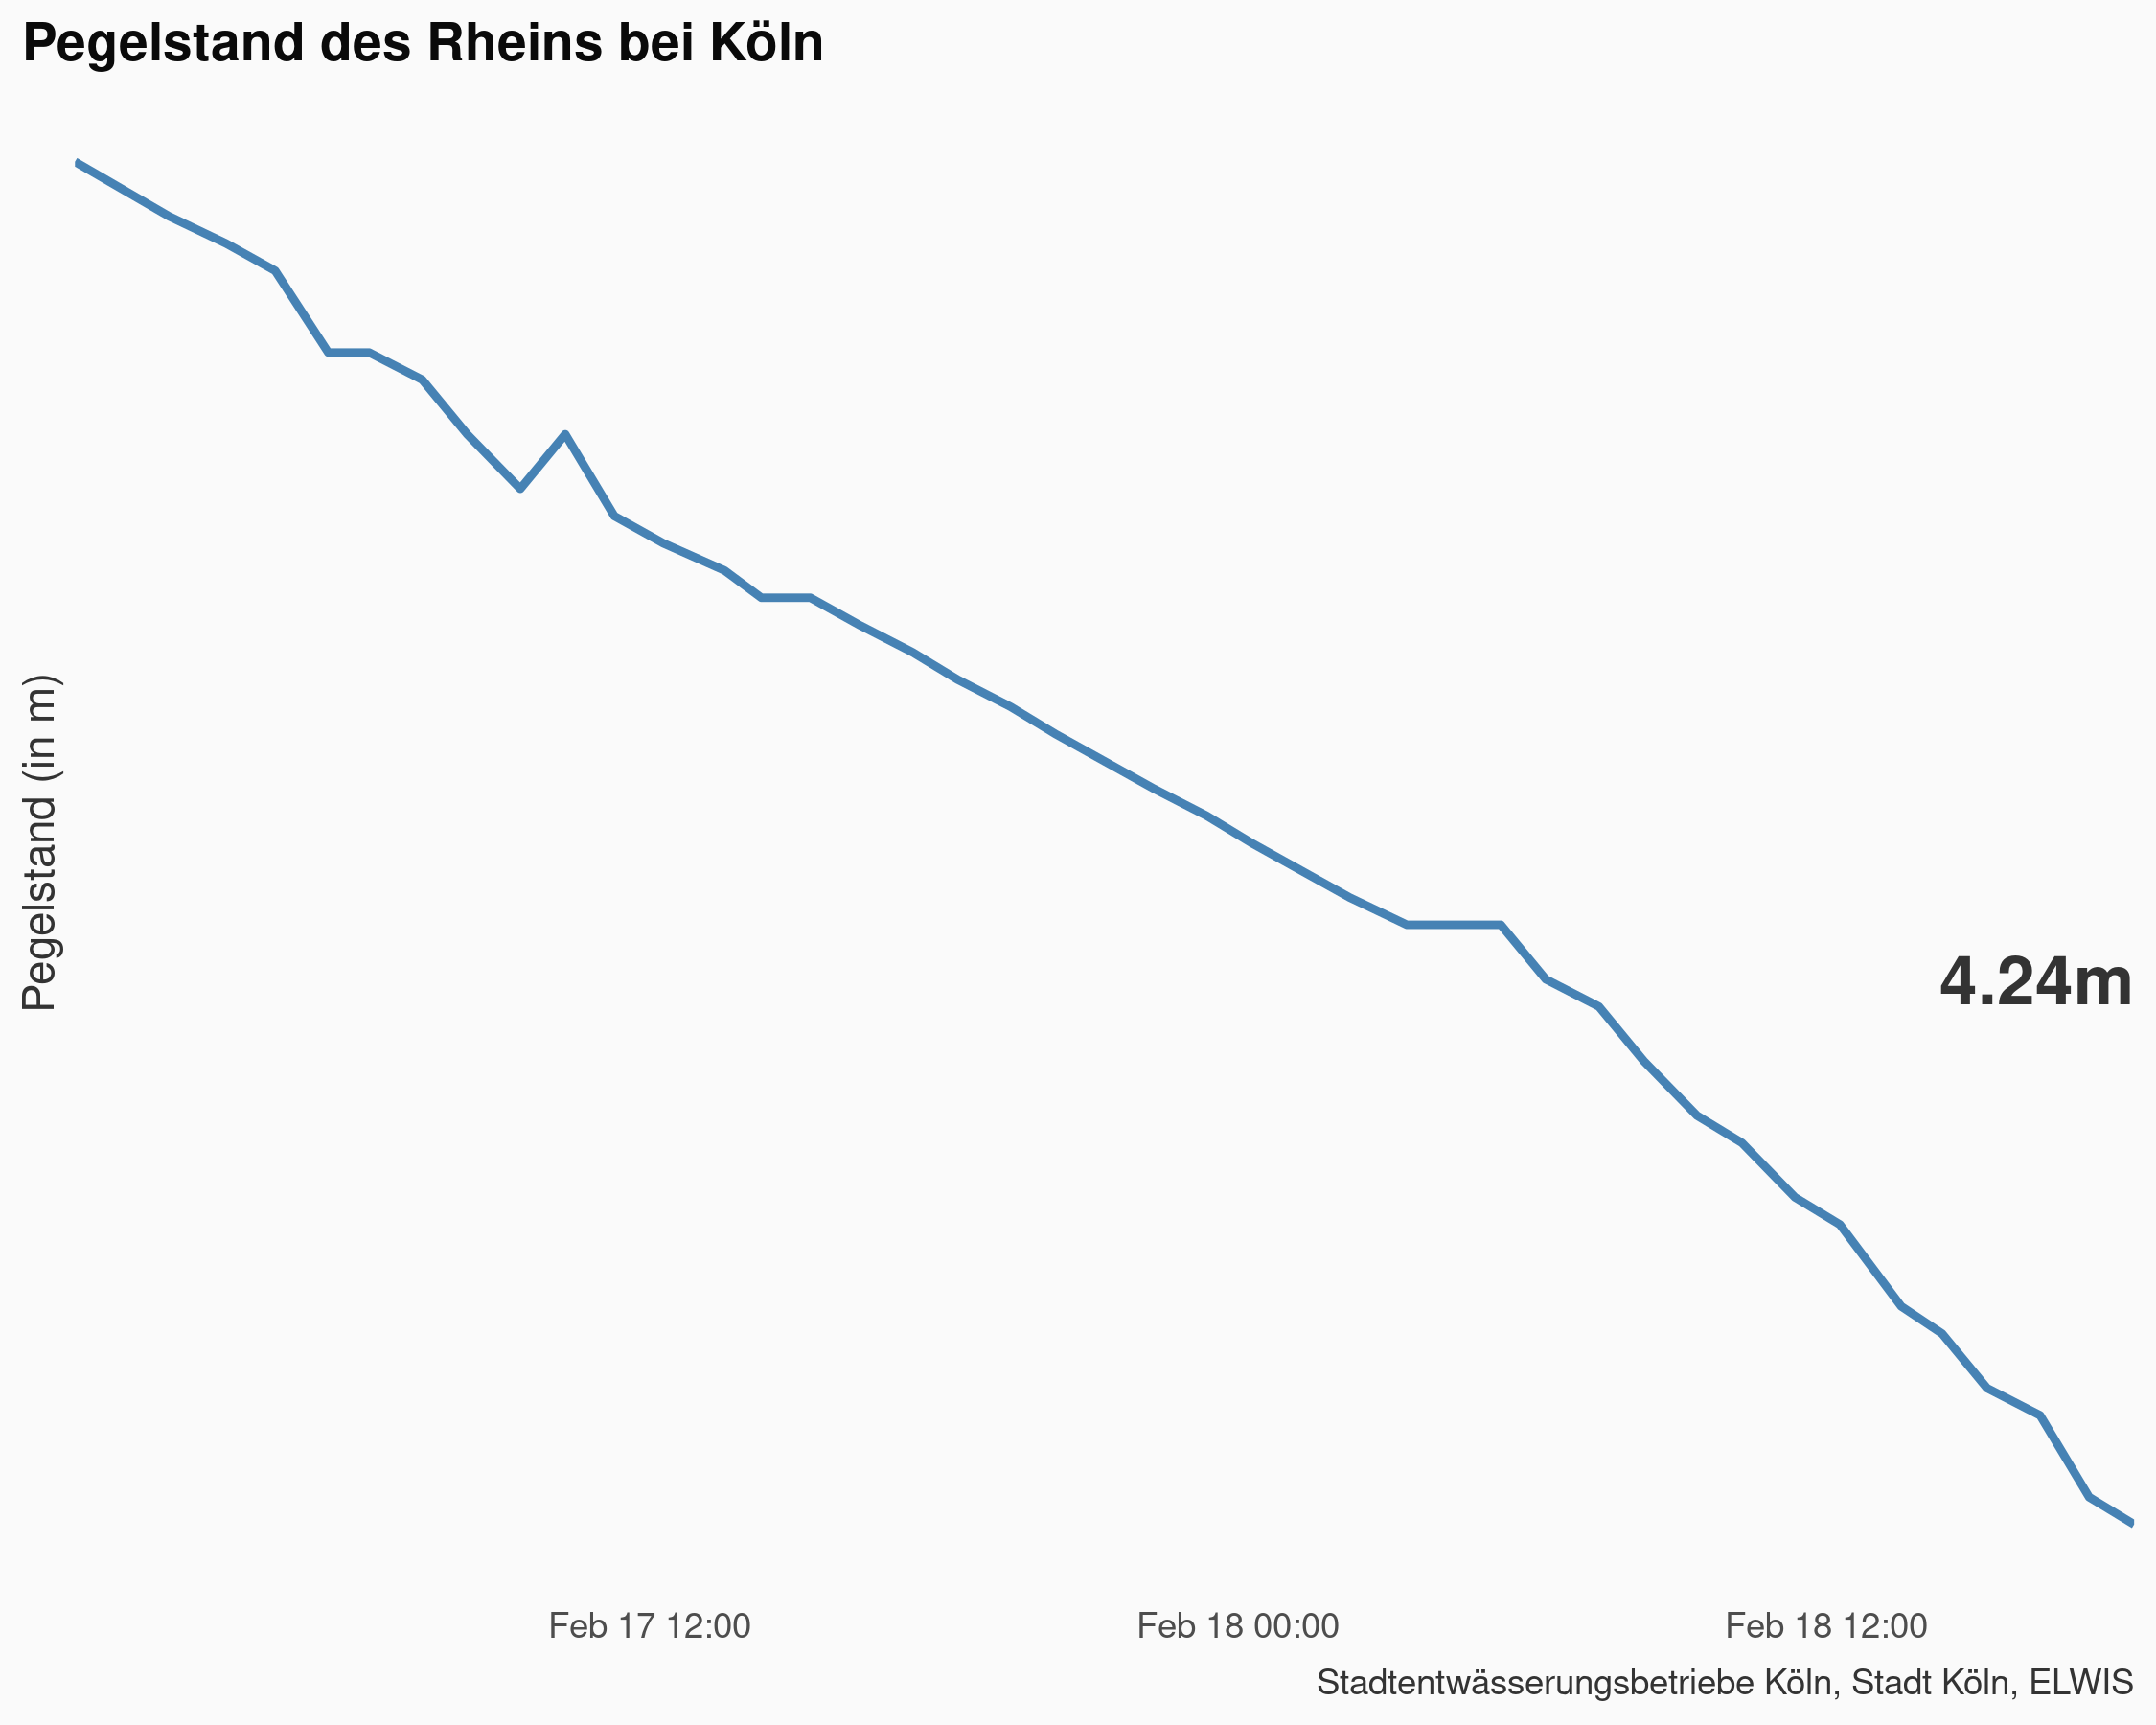 Pegelstand des Rheins bei Köln
Pegelstand (in m)
4.24m
Feb 17 12:00
Feb 18 00:00
Feb 18 12:00
Stadtentwässerungsbetriebe Köln, Stadt Köln, ELWIS